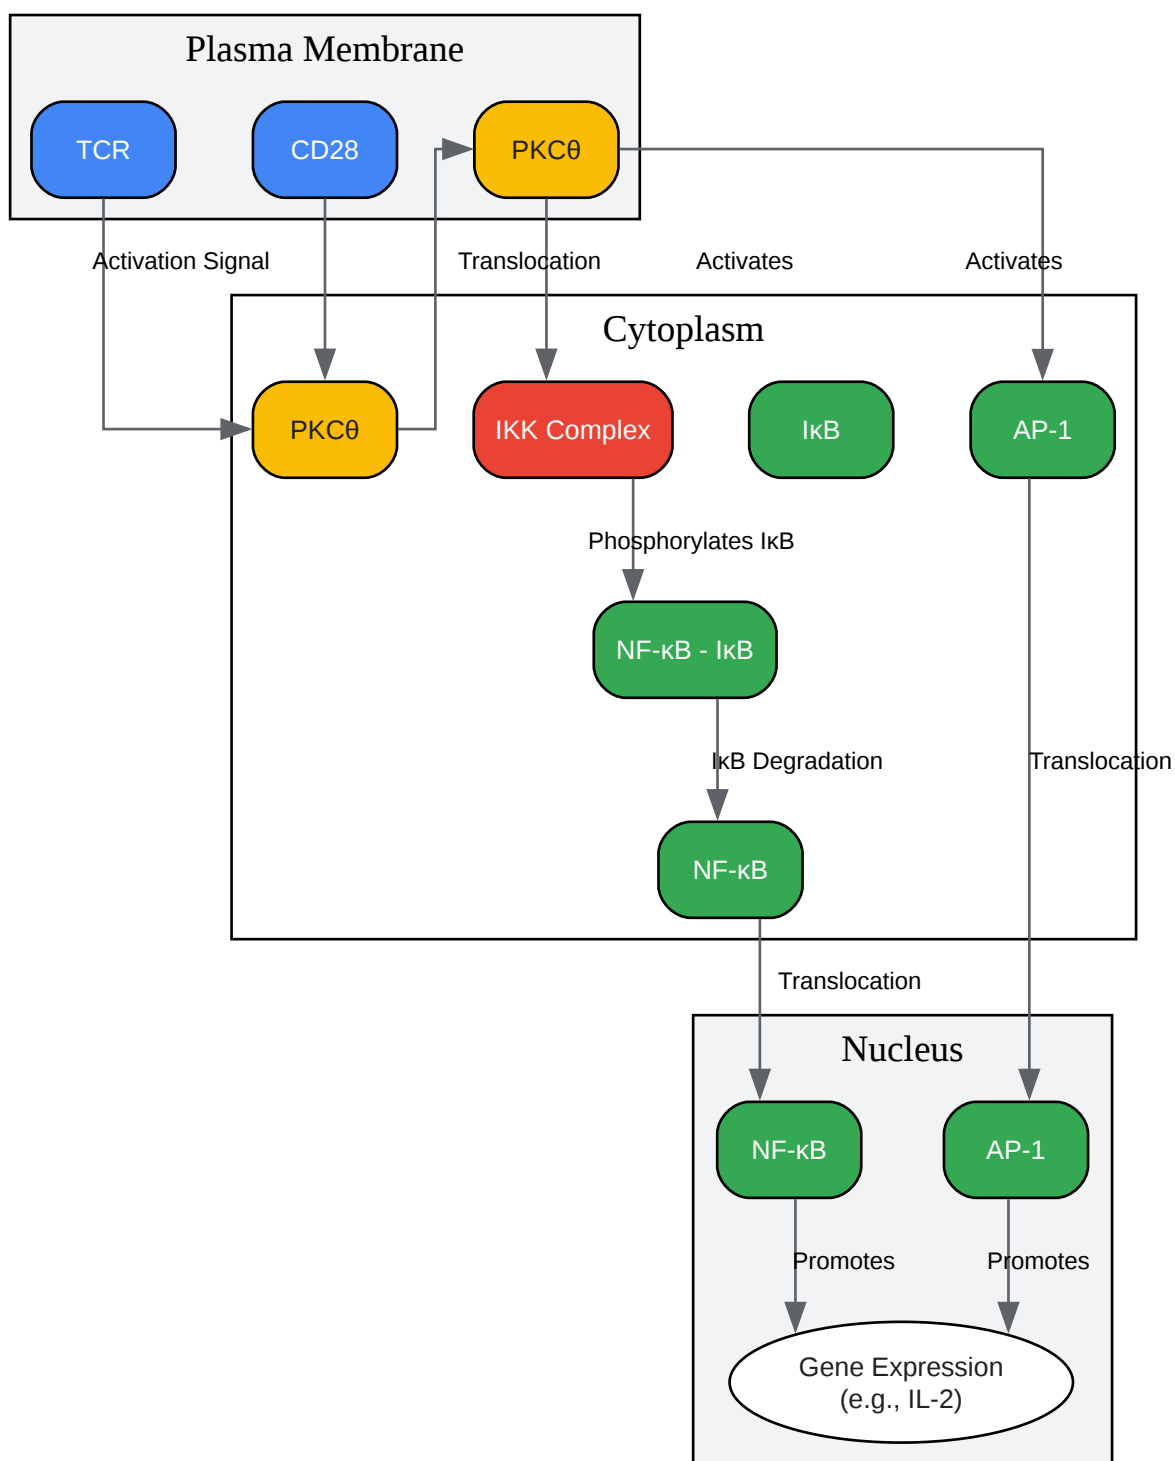 Plasma Membrane
TCR
CD28
PKCθ
Activation Signal
Translocation
Activates
Activates
Cytoplasm
PKCθ
IKK Complex
IκB
AP-1
Phosphorylates IκB
NF-κB - IκB
IκB Degradation
Translocation
NF-κB
Translocation
Nucleus
NF-κB
AP-1
Promotes
Promotes
Gene Expression
(e.g., IL-2)